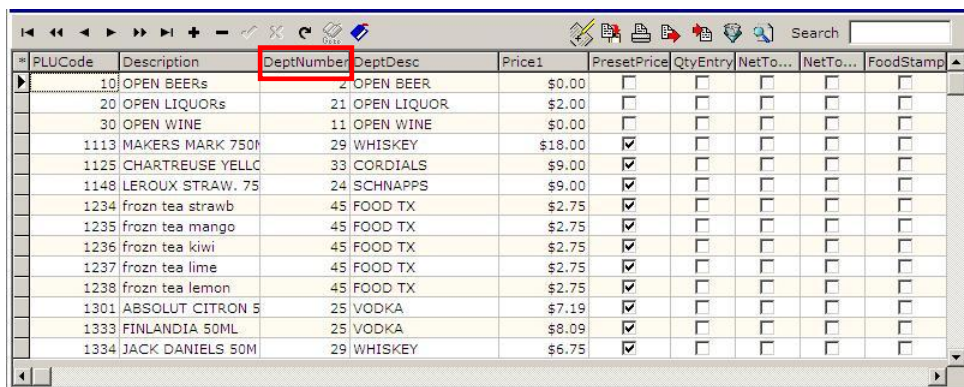 Search
* PLUCode Description DeptNumber DeptDesc Price1 PresetPrice QtyEntry NetTo... NetTo... FoodStamp
10 OPEN BEERs 2 OPEN BEER $0.00
20 OPEN LIQUORs 21 OPEN LIQUOR $2.00
30 OPEN WINE 11 OPEN WINE $0.00
1113 MAKERS MARK 750M 29 WHISKEY $18.00
1125 CHARTREUSE YELLO 33 CORDIALS $9.00
1148 LEROUX STRAW. 75 24 SCHNAPPS $9.00
1234 frozn tea strawb 45 FOOD TX $2.75
1235 frozn tea mango 45 FOOD TX $2.75
1236 frozn tea kiwi 45 FOOD TX $2.75
1237 frozn tea lime 45 FOOD TX $2.75
1238 frozn tea lemon 45 FOOD TX $2.75
1301 ABSOLUT CITRON 5 25 VODKA $7.19
1333 FINLANDIA 50ML 25 VODKA $8.09
1334 JACK DANIELS 50M 29 WHISKEY $6.75